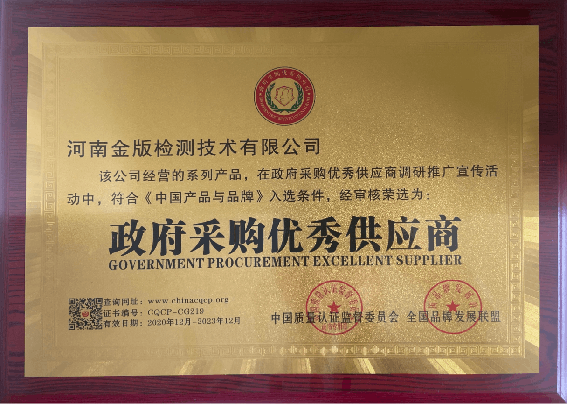 河南金版检测技术有限公司
该公司经营的系列产品，在政府采购优秀供应商调研推广宣传活
动中，符合《中国产品与品牌》入选条件，经审核荣选为：
政府采购优秀供应商
GOVERNMENT PROCUREMENT EXCELLENT SUPPLIER
查询网址：www.chinacqcp.org
证书编号：CQCP-CG219
有效日期：2020年12月-5023年12月
中国质量认证监督委员会 全国品牌发展联盟